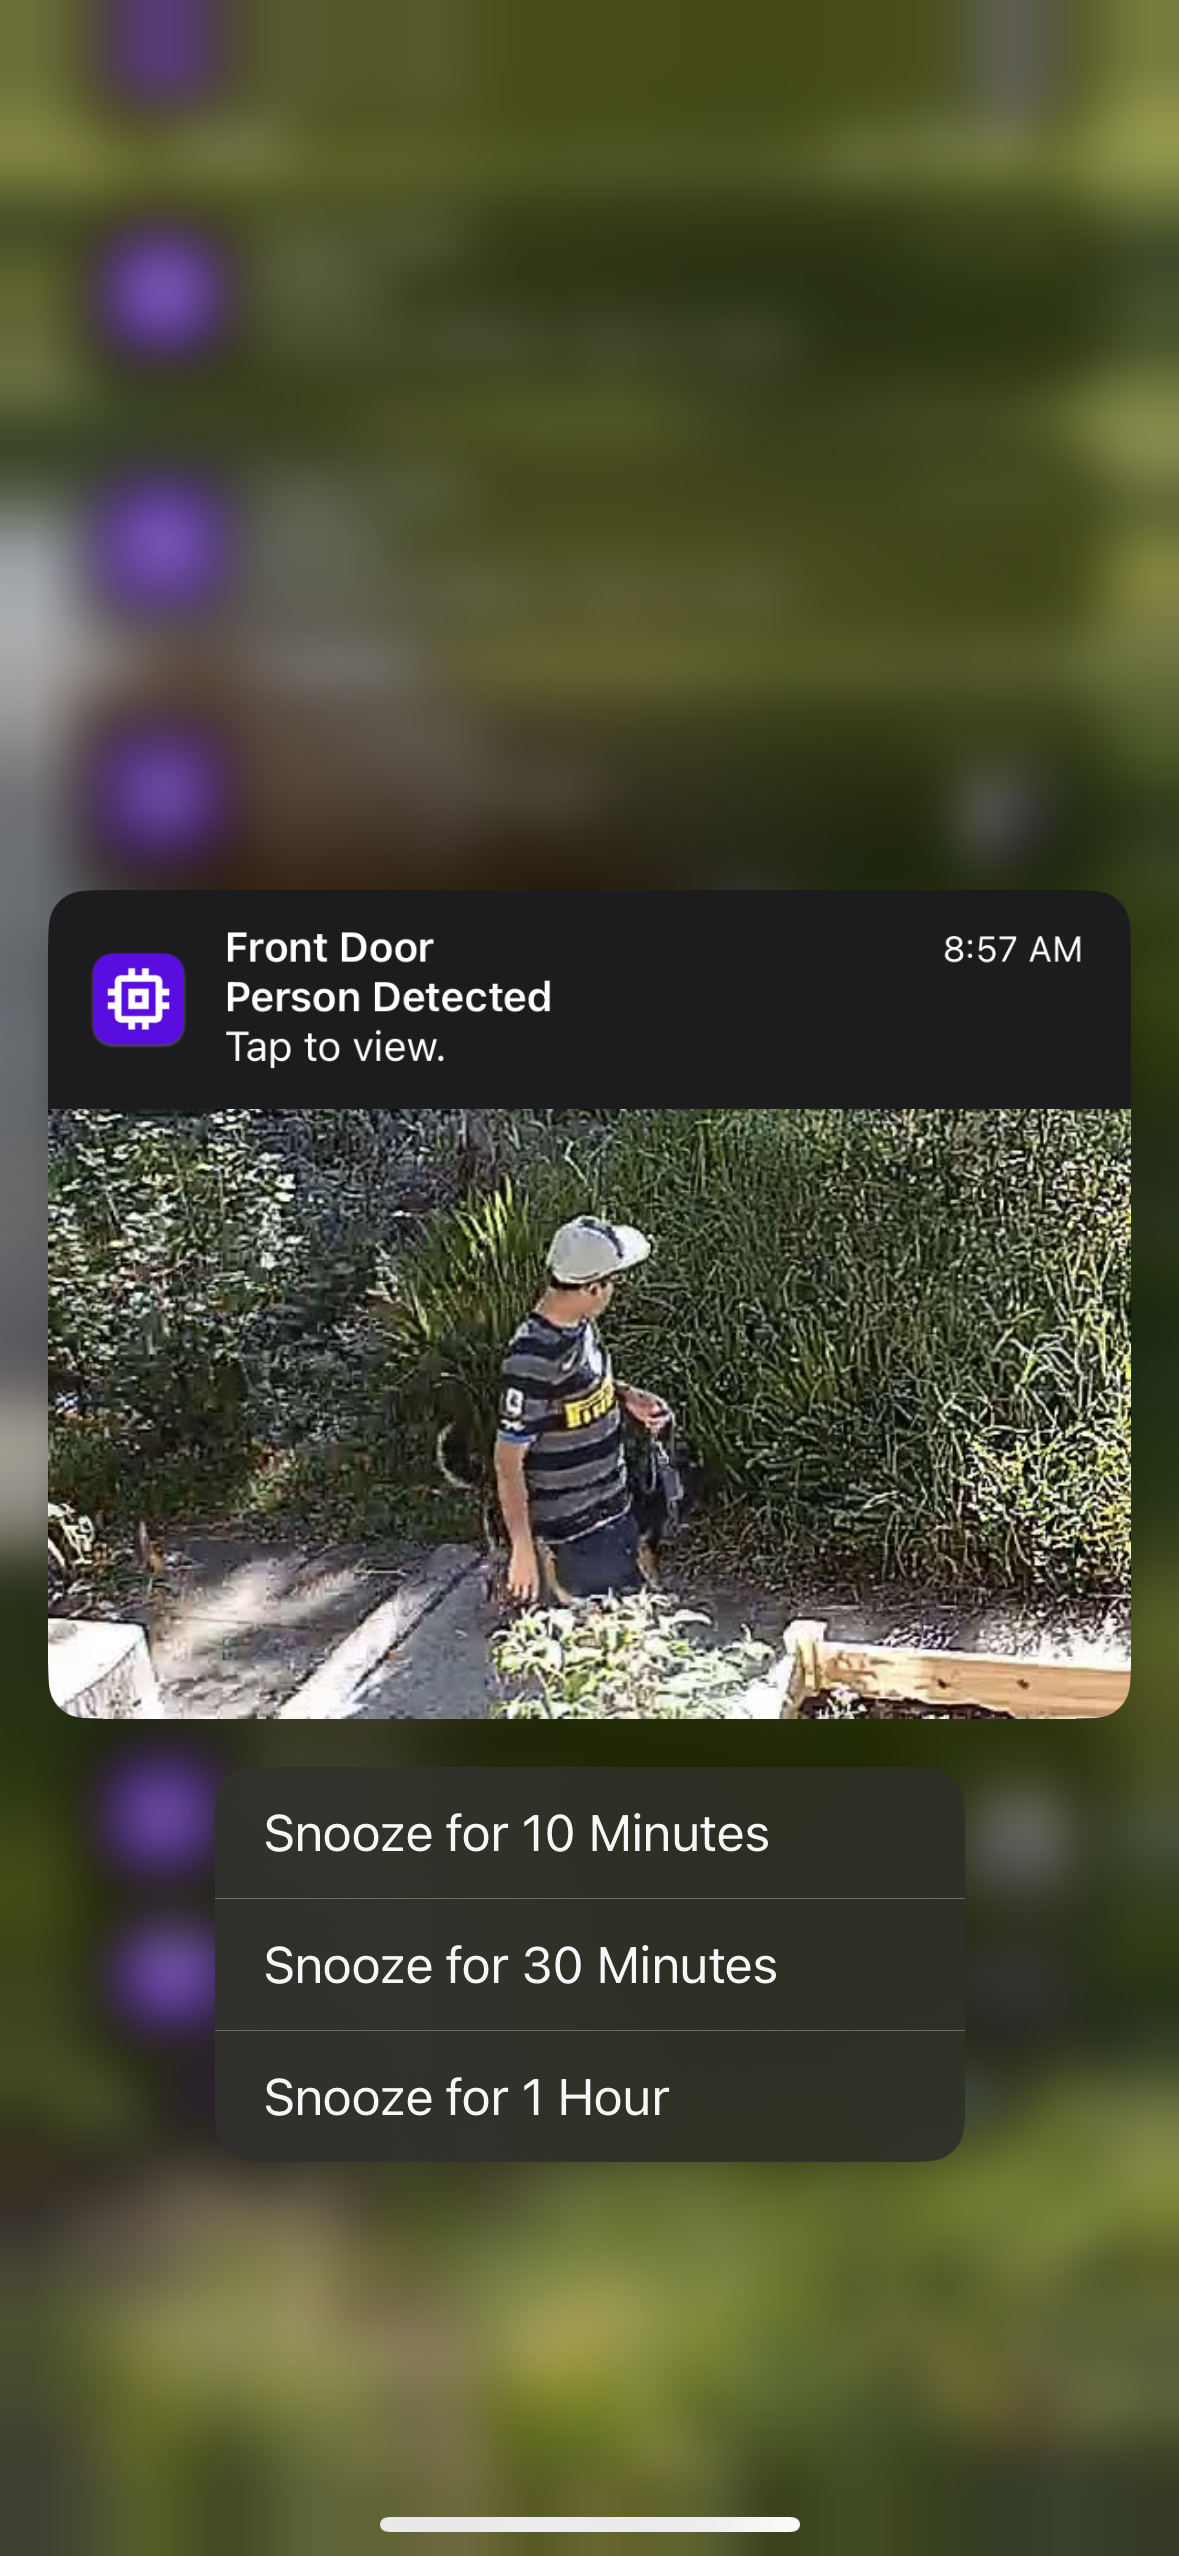 Front Door
8:57 AM
Person Detected
Tap to view.
Snooze for 10 Minutes
Snooze for 30 Minutes
Snooze for 1 Hour